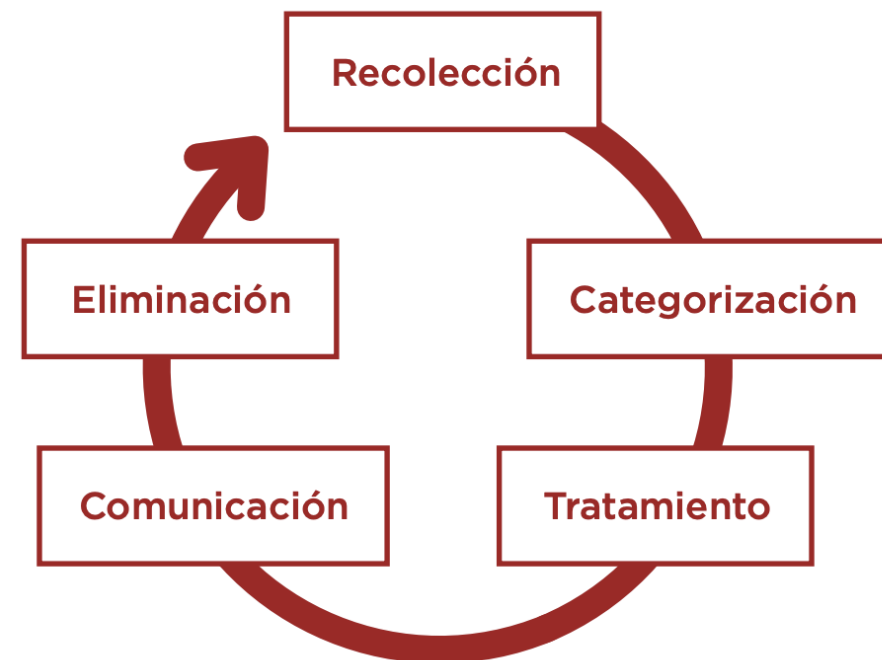 Recolección
Categorización
Tratamiento
Comunicación
Eliminación